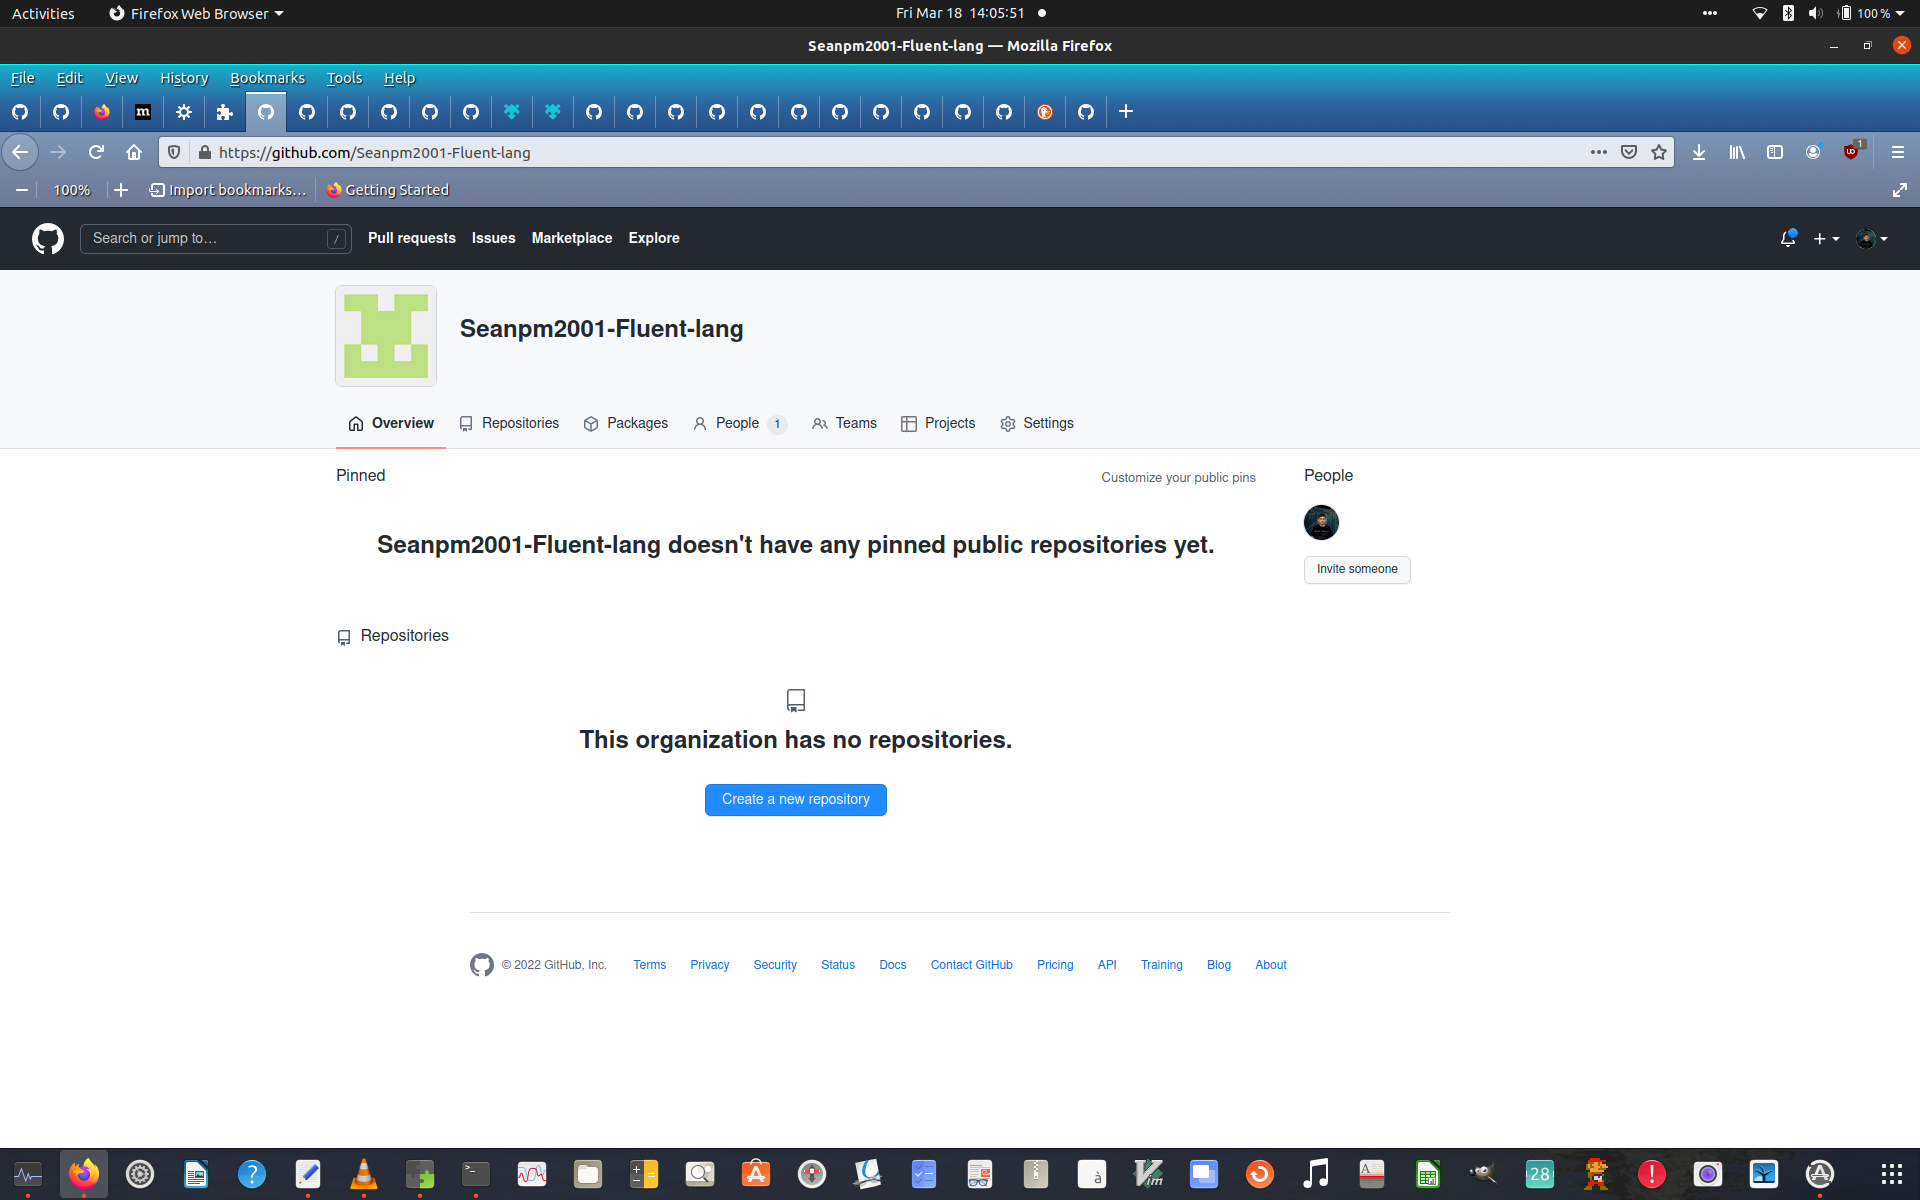 Activities Firefox Web Browser Fri Mar 18 14:05:51 100 %
Seanpm2001-Fluent-lang — Mozilla Firefox
File Edit View History Bookmarks Tools Help
https://github.com/Seanpm2001-Fluent-lang 1
100% Import bookmarks… Getting Started
Search or jump to… / Pull requests Issues Marketplace Explore
Seanpm2001-Fluent-lang
Overview Repositories Packages People 1 Teams Projects Settings
Pinned Customize your public pins People
Seanpm2001-Fluent-lang doesn't have any pinned public repositories yet.
Invite someone
Repositories
This organization has no repositories.
Create a new repository
© 2022 GitHub, Inc. Terms Privacy Security Status Docs Contact GitHub Pricing API Training Blog About
28